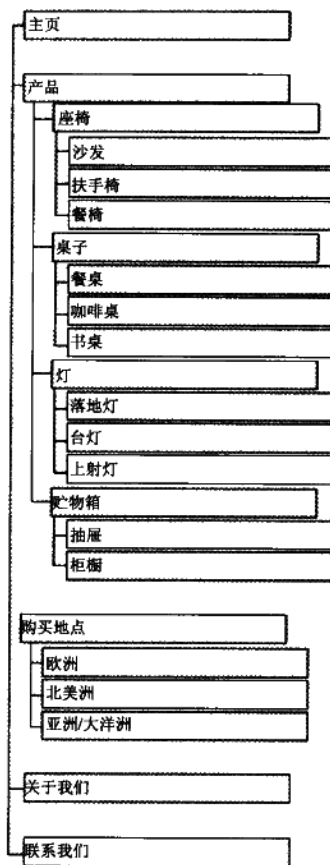 主页
产品
座椅
沙发
扶手椅
餐椅
桌子
餐桌
咖啡桌
书桌
灯
落地灯
台灯
上射灯
贮物箱
抽屉
柜橱
购买地点
欧洲
北美洲
亚洲/大洋洲
关于我们
联系我们